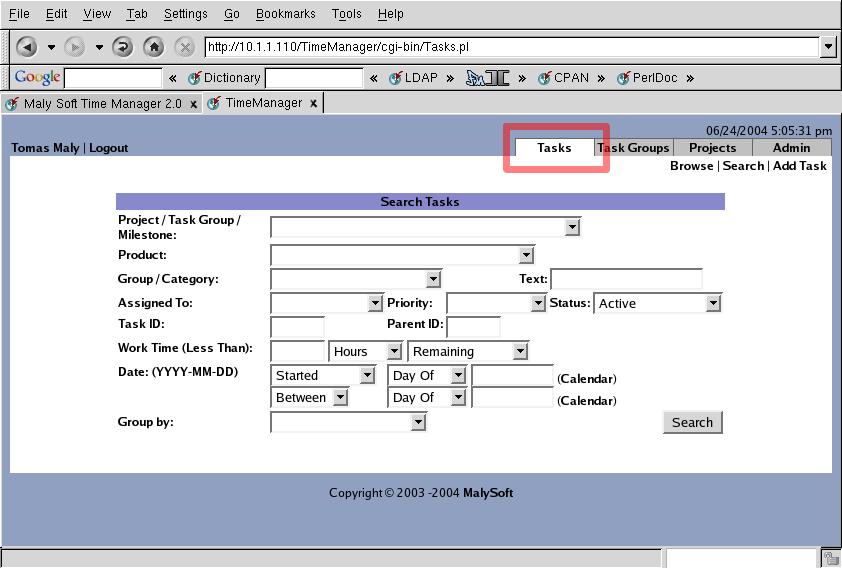 File Edit View Tab Settings Go Bookmarks Tools Help
http://10.1.1.110/TimeManager/cgi-bin/Tasks.pl
Google « Dictionary « LDAP » » CPAN » PerlDoc »
Maly Soft Time Manager 2.0 x TimeManager x
06/24/2004 5:05:31 pm
Tomas Maly | Logout Tasks Task Groups Projects Admin
Browse | Search | Add Task
Search Tasks
Project / Task Group /
Milestone:
Product:
Group / Category: Text:
Assigned To: Priority: Status: Active
Task ID: Parent ID:
Work Time (Less Than): Hours Remaining
Date: (YYYY-MM-DD) Started Day Of (Calendar)
Between Day Of (Calendar)
Group by: Search
Copyright © 2003 -2004 MalySoft